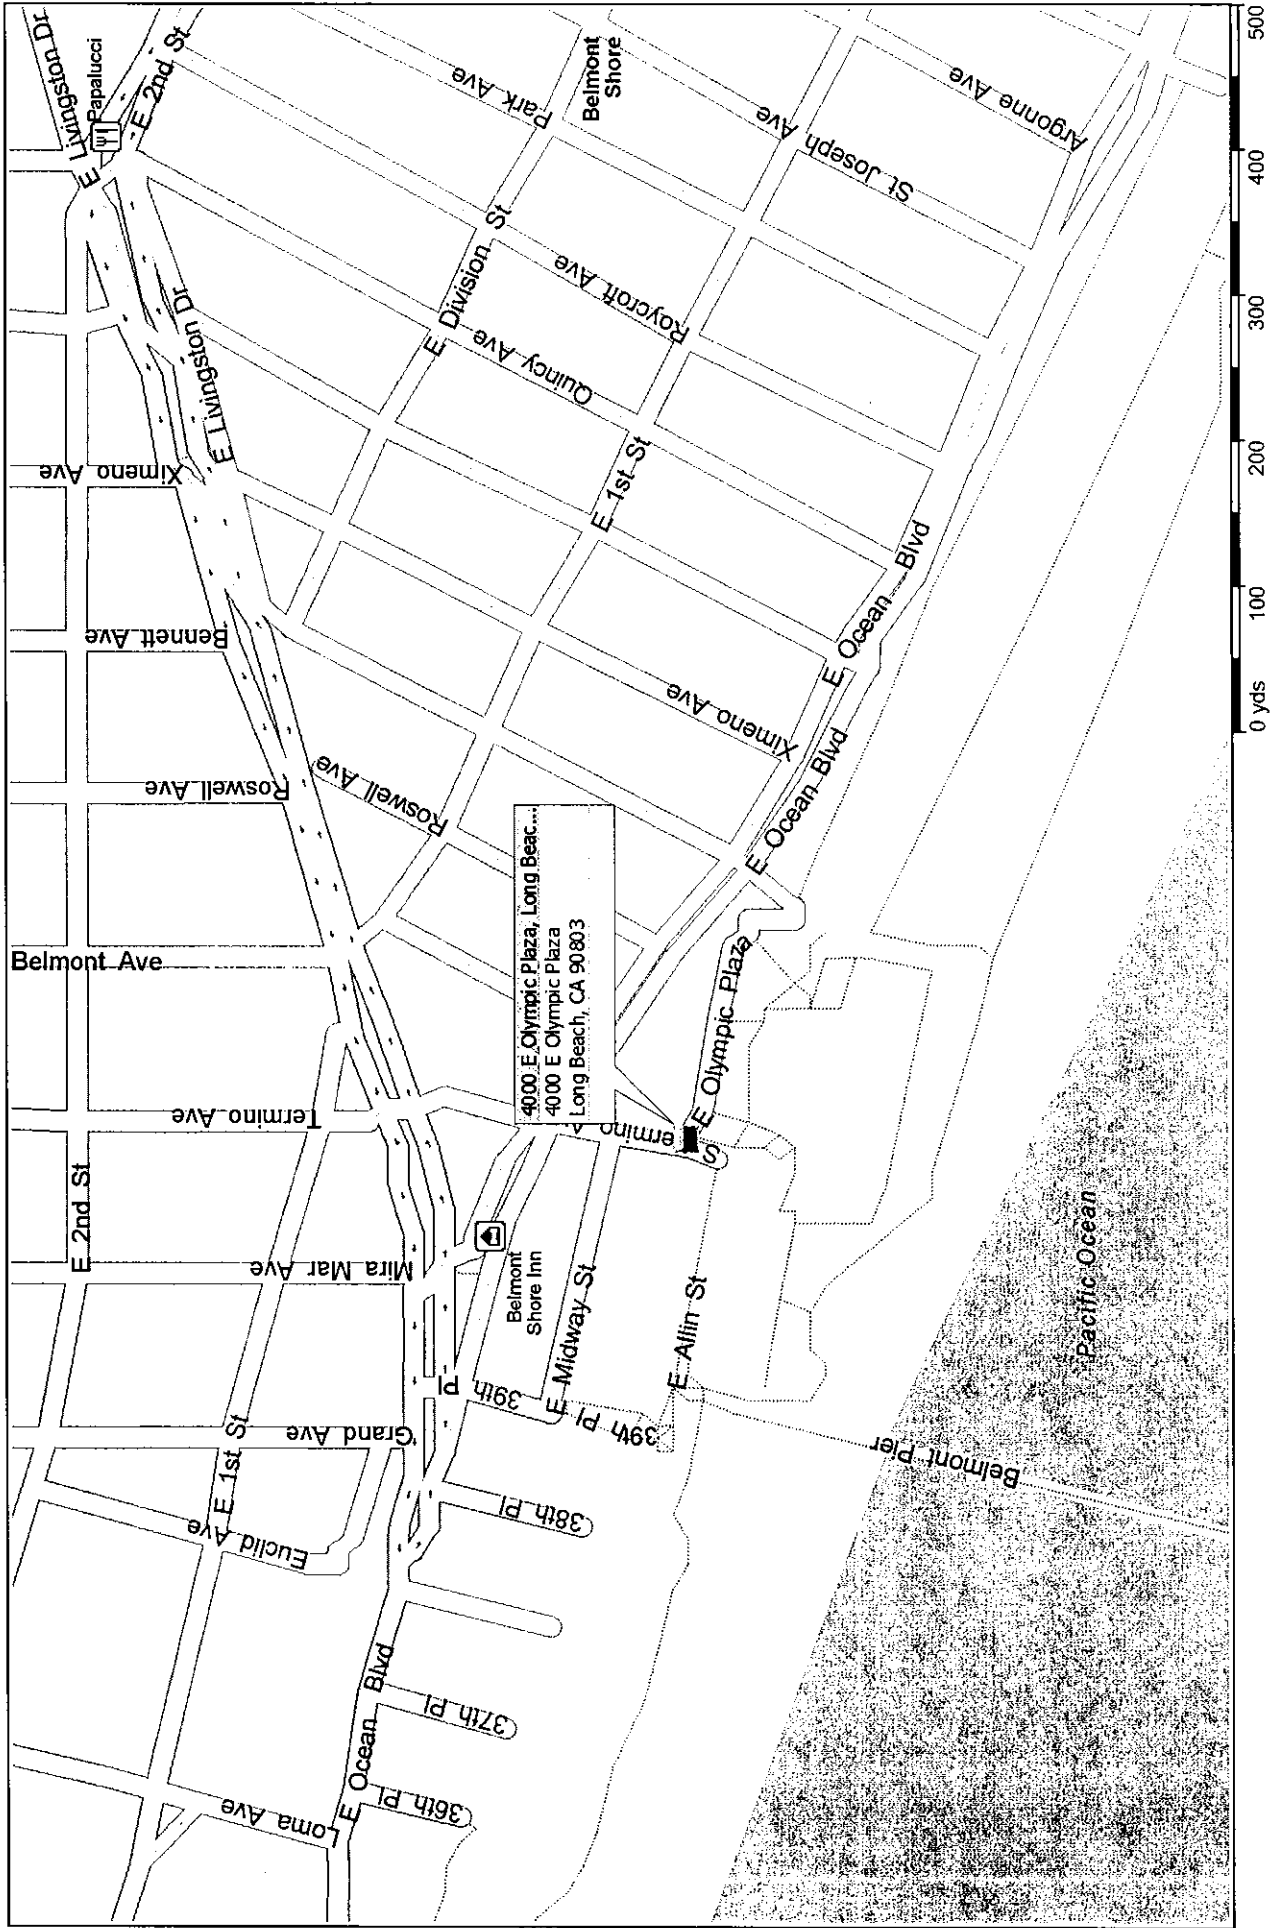 E Livingston Dr
Papalucci
E 2nd St
Park Ave
Belmont
Shore
St Joseph Ave
Argonne Ave
E Division St
Roycroft Ave
Quincy Ave
E Livingston Dr
Ximeno Ave
E 1st St
E Ocean Blvd
Bennett Ave
Ximeno Ave
E Ocean Blvd
Roswell Ave
Roswell Ave
Belmont Ave
4000 E Olympic Plaza, Long Beac...
4000 E Olympic Plaza
Long Beach, CA 90803
E Olympic Plaza
Termino Ave
S ermino A
E 2nd St
Mira Mar Ave
Belmont
Shore Inn
E Midway St
E Allin St
Pacific Ocean
39th Pl
39th Pl
Grand Ave
E 1st St
Belmont Pier
Euclid Ave
38th Pl
E Ocean Blvd
37th Pl
36th Pl
Loma Ave
0 yds
100
200
300
400
500